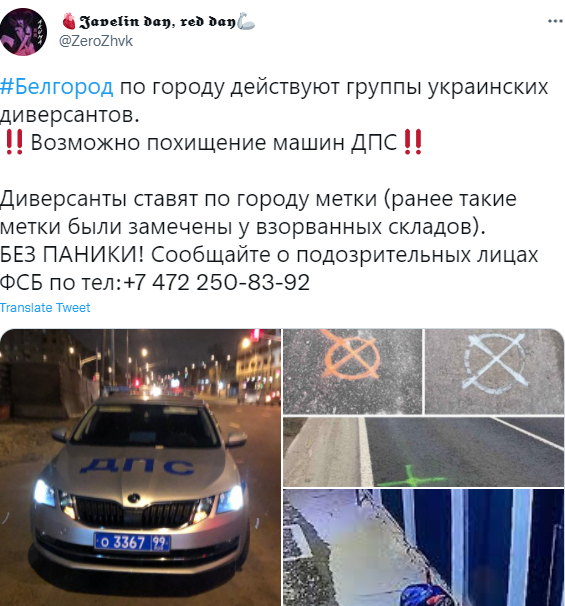 🫀𝕵𝖆𝖛𝖊𝖑𝖎𝖓 𝖉𝖆𝖞, 𝖗𝖊𝖉 𝖉𝖆𝖞🦾
@ZeroZhvk
#Белгород по городу действуют группы украинских
диверсантов.
‼️Возможно похищение машин ДПС‼️
Диверсанты ставят по городу метки (ранее такие
метки были замечены у взорванных складов).
БЕЗ ПАНИКИ! Сообщайте о подозрительных лицах
ФСБ по тел:+7 472 250-83-92
Translate Tweet
ДПС
о 3367 99